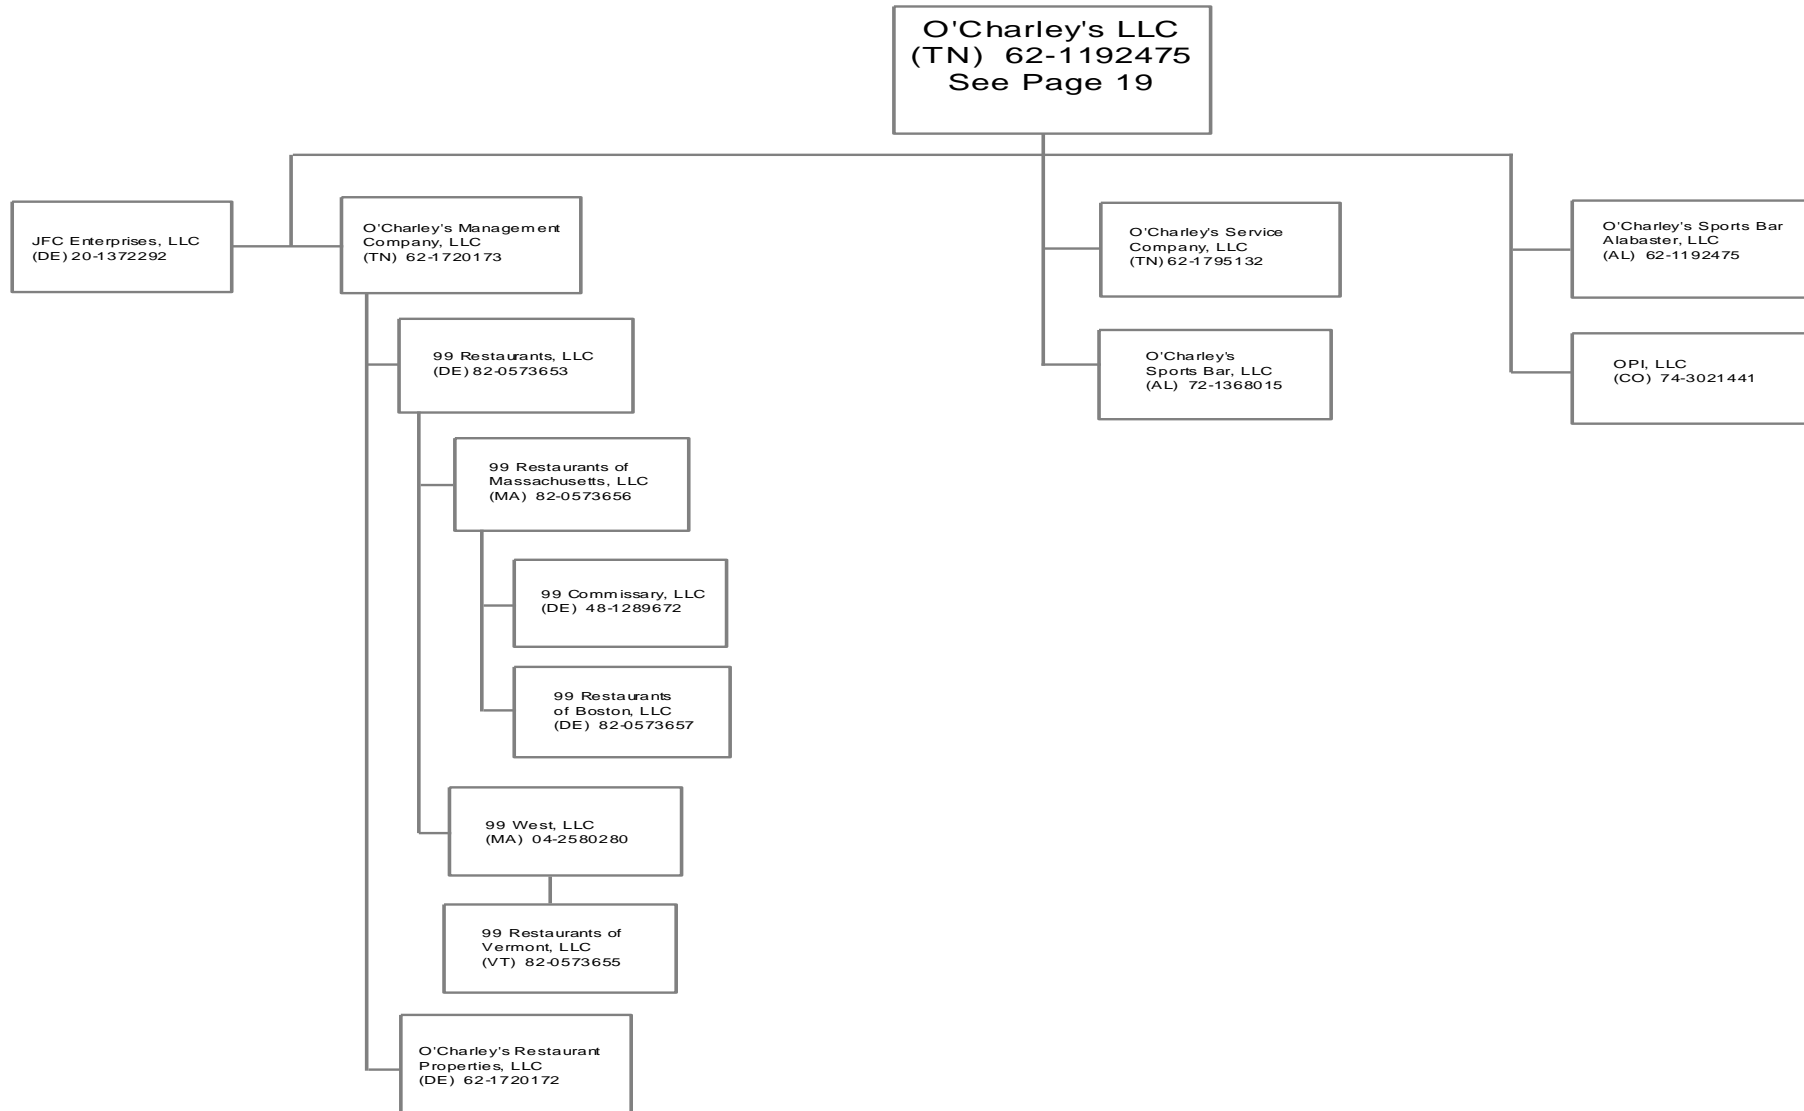 O'Charley's LLC
(TN) 62-1192475
See Page 19
JFC Enterprises, LLC
(DE) 20-1372292
O'Charley's Management
Company, LLC
(TN) 62-1720173
O'Charley's Service
Company, LLC
(TN) 62-1795132
O'Charley's Sports Bar
Alabaster, LLC
(AL) 62-1192475
99 Restaurants, LLC
(DE) 82-0573653
O'Charley's
Sports Bar, LLC
(AL) 72-1368015
OPI, LLC
(CO) 74-3021441
99 Restaurants of
Massachusetts, LLC
(MA) 82-0573656
99 Commissary, LLC
(DE) 48-1289672
99 Restaurants
of Boston, LLC
(DE) 82-0573657
99 West, LLC
(MA) 04-2580280
99 Restaurants of
Vermont, LLC
(VT) 82-0573655
O'Charley's Restaurant
Properties, LLC
(DE) 62-1720172